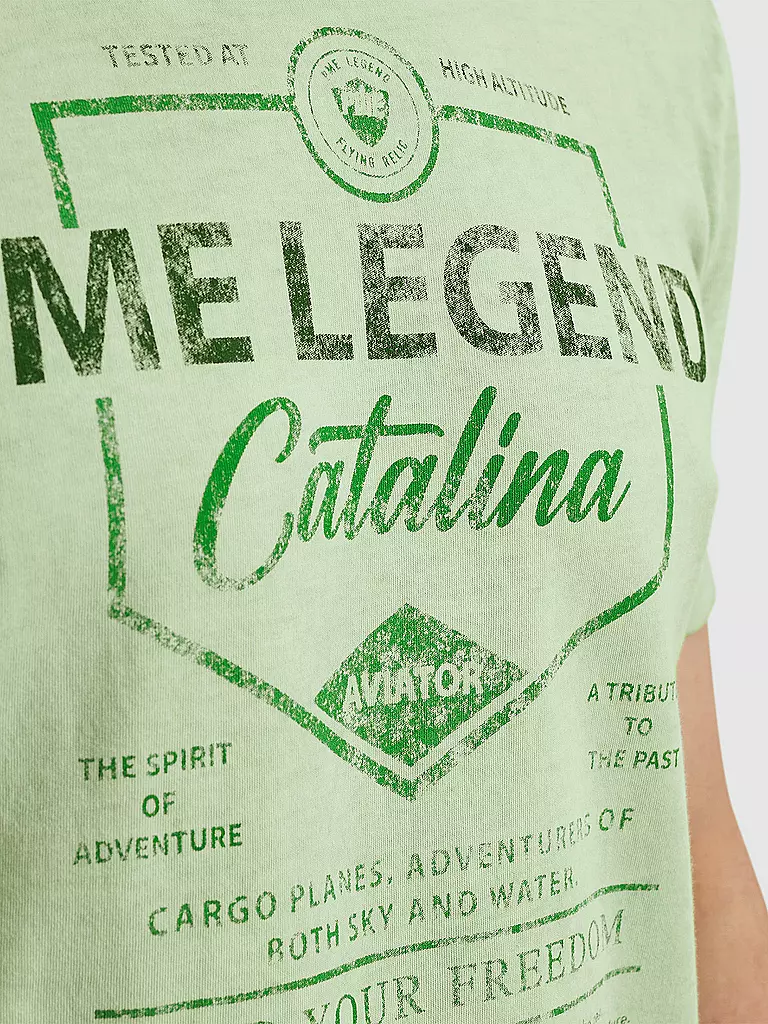 TESTED AT
HIGH ALTITUDE
PME LEGEND
PME
FLYING RELIC
ME LEGEND
Catalina
AVIATOR
A TRIBUT
TO
THE PAST
THE SPIRIT
OF
ADVENTURE
CARGO PLANES, ADVENTURERS OF
BOTH SKY AND WATER.
YOUR FREEDOM